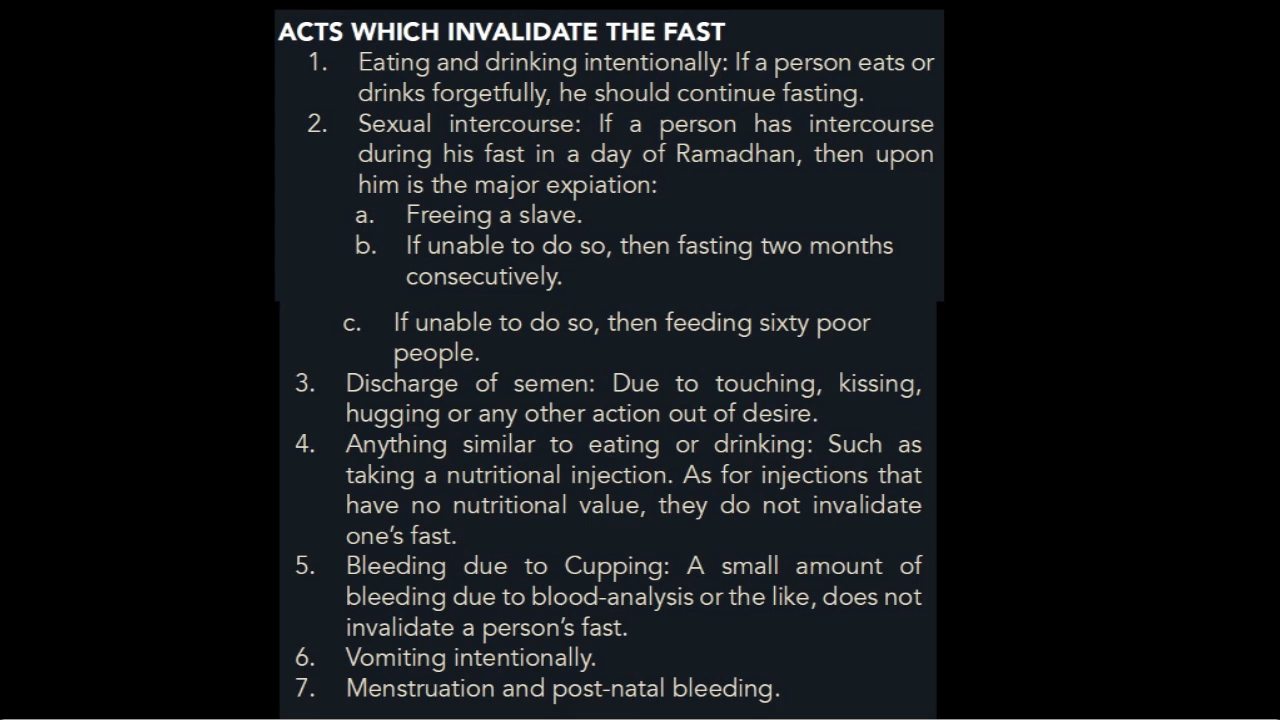 ACTS WHICH INVALIDATE THE FAST
1. Eating and drinking intentionally: If a person eats or
drinks forgetfully, he should continue fasting.
2. Sexual intercourse: If a person has intercourse
during his fast in a day of Ramadhan, then upon
him is the major expiation:
a. Freeing a slave.
b. If unable to do so, then fasting two months
consecutively.
c. If unable to do so, then feeding sixty poor
people.
3. Discharge of semen: Due to touching, kissing,
hugging or any other action out of desire.
4. Anything similar to eating or drinking: Such as
taking a nutritional injection. As for injections that
have no nutritional value, they do not invalidate
one's fast.
5. Bleeding due to Cupping: A small amount of
bleeding due to blood-analysis or the like, does not
invalidate a person's fast.
6. Vomiting intentionally.
7. Menstruation and post-natal bleeding.